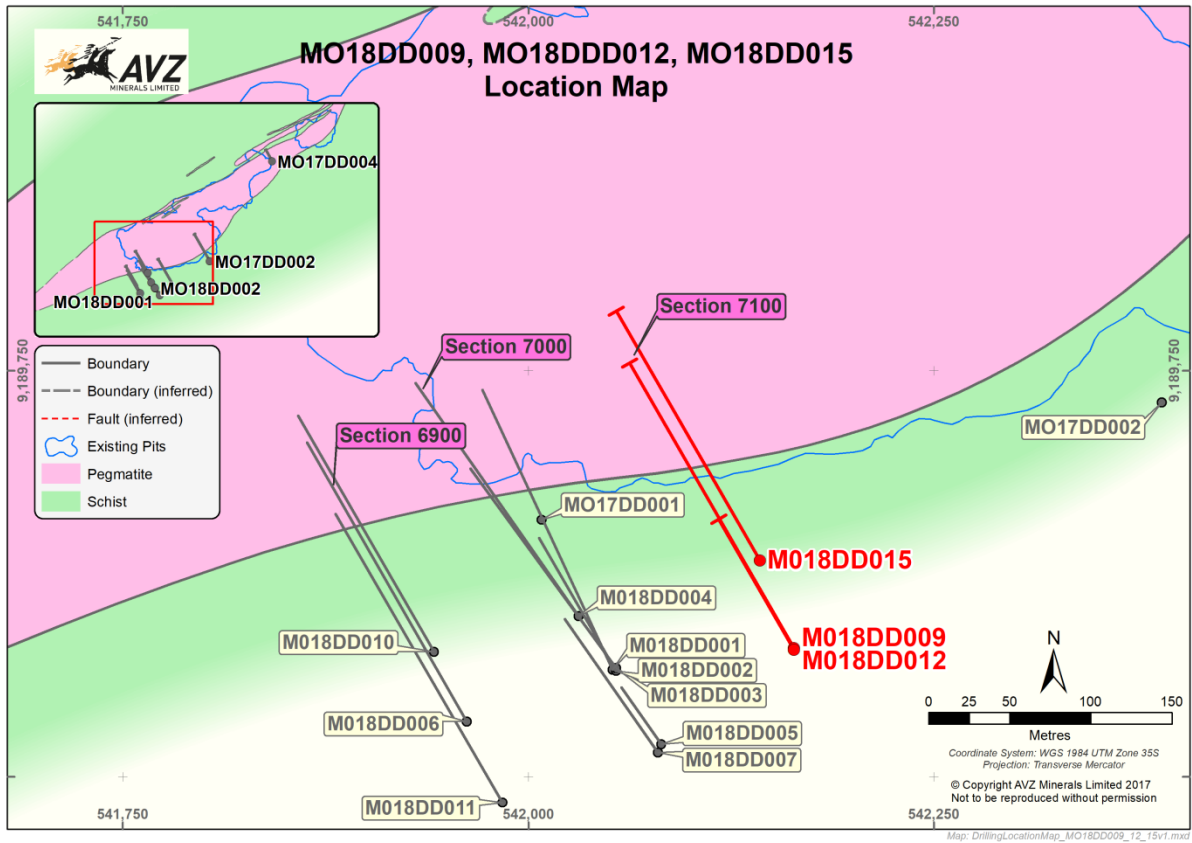 541,750
542,000
542,250
AVZ
MINERALS LIMITED
MO18DD009, MO18DDD012, MO18DD015
Location Map
MO17DD004
MO17DD002
MO18DD002
MO18DD001
9,189,750
9,189,750
Boundary
Boundary (inferred)
Fault (inferred)
Existing Pits
Pegmatite
Schist
Section 7100
Section 7000
Section 6900
MO17DD002
MO17DD001
M018DD015
M018DD004
M018DD009
M018DD012
M018DD010
M018DD001
M018DD002
M018DD003
M018DD006
M018DD005
M018DD007
M018DD011
N
0 25 50 100 150
Metres
Coordinate System: WGS 1984 UTM Zone 35S
Projection: Transverse Mercator
© Copyright AVZ Minerals Limited 2017
Not to be reproduced without permission
541,750
542,000
542,250
Map: DrillingLocationMap_MO18DD009_12_15v1.mxd